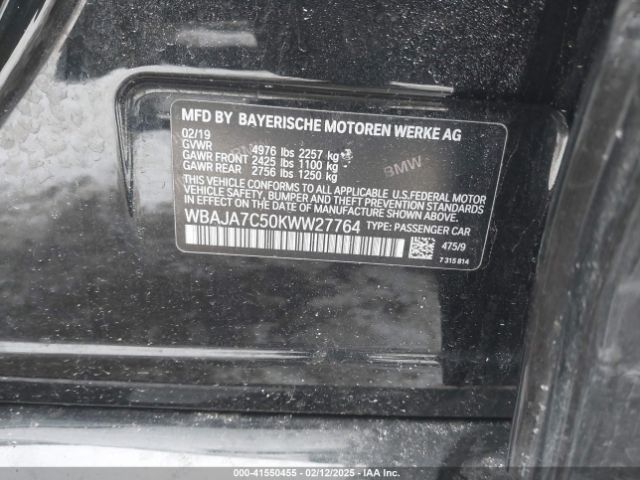 MFD BY BAYERISCHE MOTOREN WERKE AG
02/19
GVWR 4976 lbs 2257 kg
GAWR FRONT 2425 lbs 1100 kg
GAWR REAR 2756 lbs 1250 kg
BMW
THIS VEHICLE CONFORMS TO ALL APPLICABLE U.S.FEDERAL MOTOR
VEHICLE SAFETY, BUMPER, AND THEFT PREVENTION STANDARDS
IN EFFECT ON THE DATE OF MANUFACTURE SHOWN ABOVE.
WBAJA7C50KWW27764 TYPE: PASSENGER CAR
475/9
7 315 814
000-41550455 - 02/12/2025 - IAA Inc.